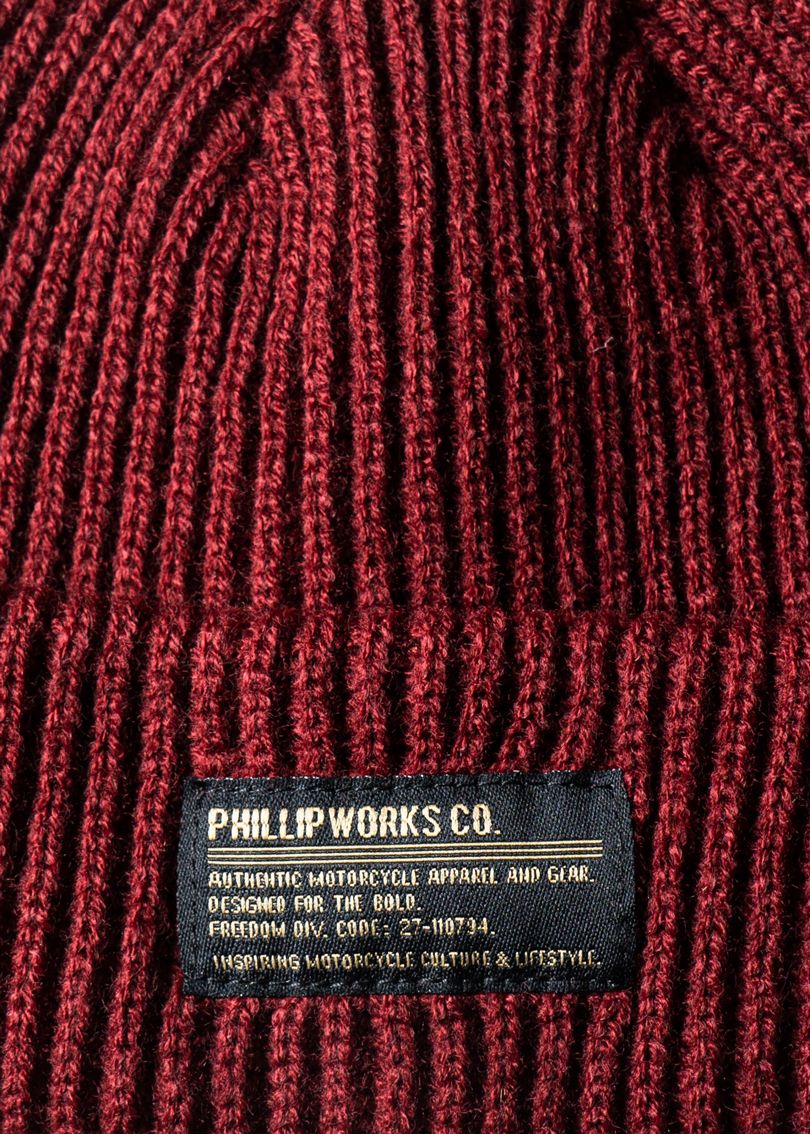 PHILLIPWORKS CO.
AUTHENTIC MOTORCYCLE APPAREL AND GEAR.
DESIGNED FOR THE BOLD.
FREEDOM DIV. CODE: 27-110794.
INSPIRING MOTORCYCLE CULTURE & LIFESTYLE.